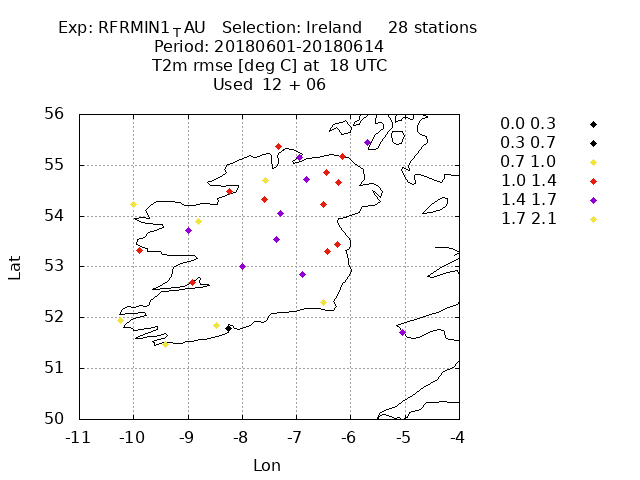 Exp: RFRMIN1_TAU Selection: Ireland 28 stations
Period: 20180601-20180614
T2m rmse [deg C] at 18 UTC
Used 12 + 06
56
55
54
53
52
51
50
-11 -10 -9 -8 -7 -6 -5 -4
Lat
Lon
0.0 0.3
0.3 0.7
0.7 1.0
1.0 1.4
1.4 1.7
1.7 2.1